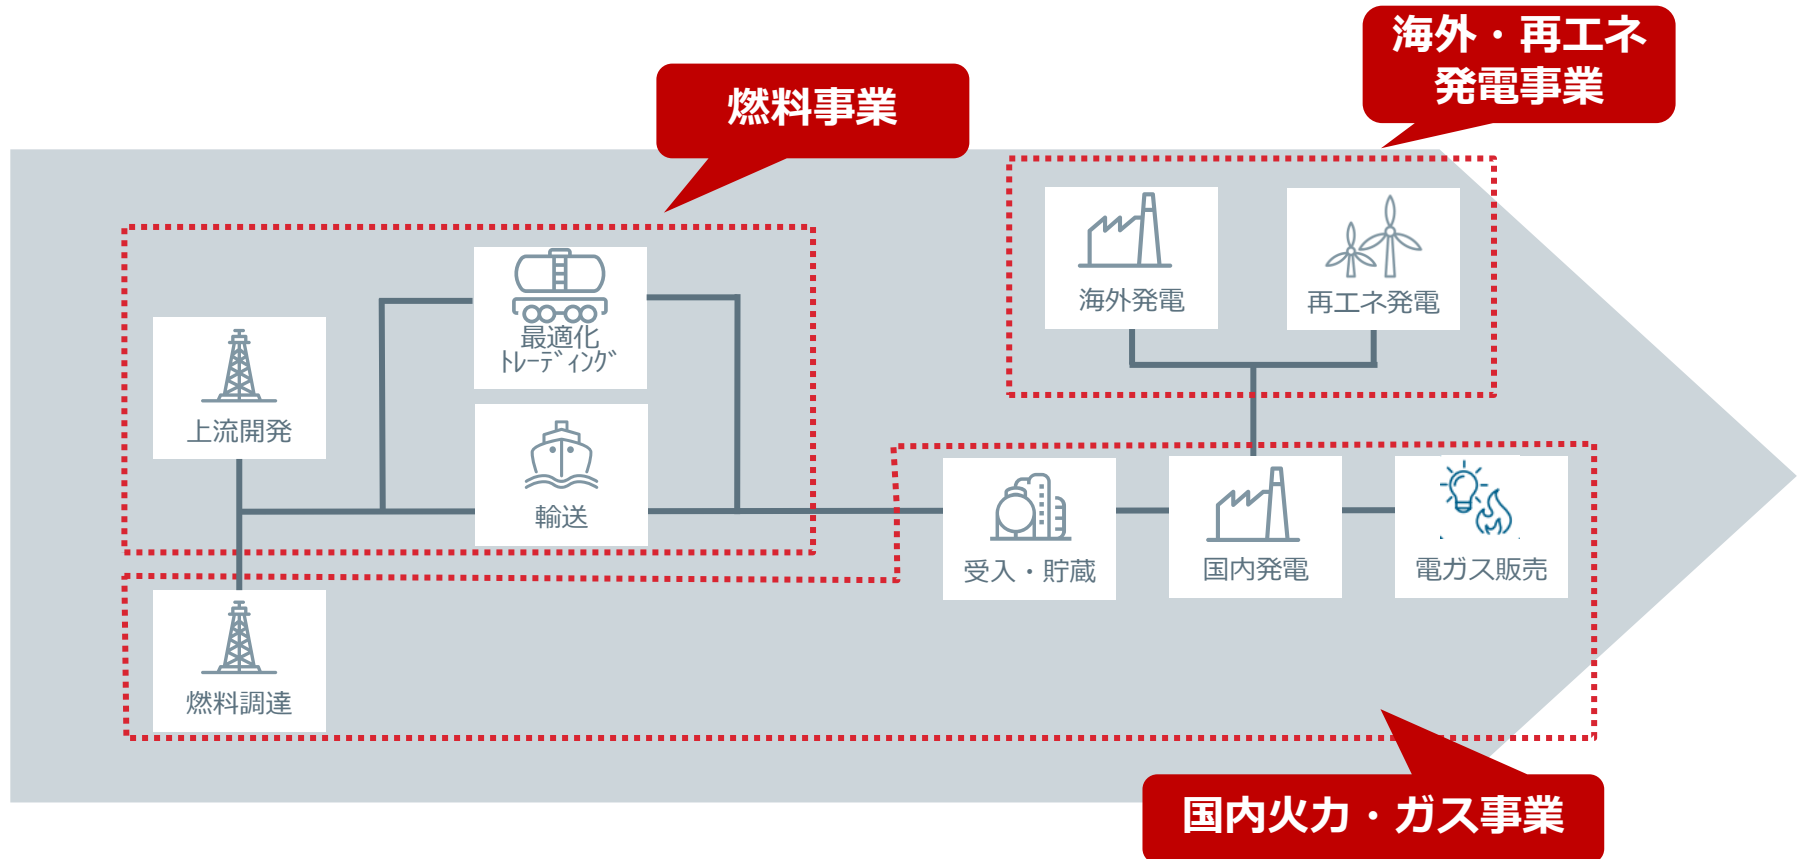 海外・再エネ
発電事業
燃料事業
海外発電
再エネ発電
最適化
ﾄﾚｰﾃﾞｨﾝｸﾞ
上流開発
輸送
受入・貯蔵
国内発電
電ガス販売
燃料調達
国内火力・ガス事業